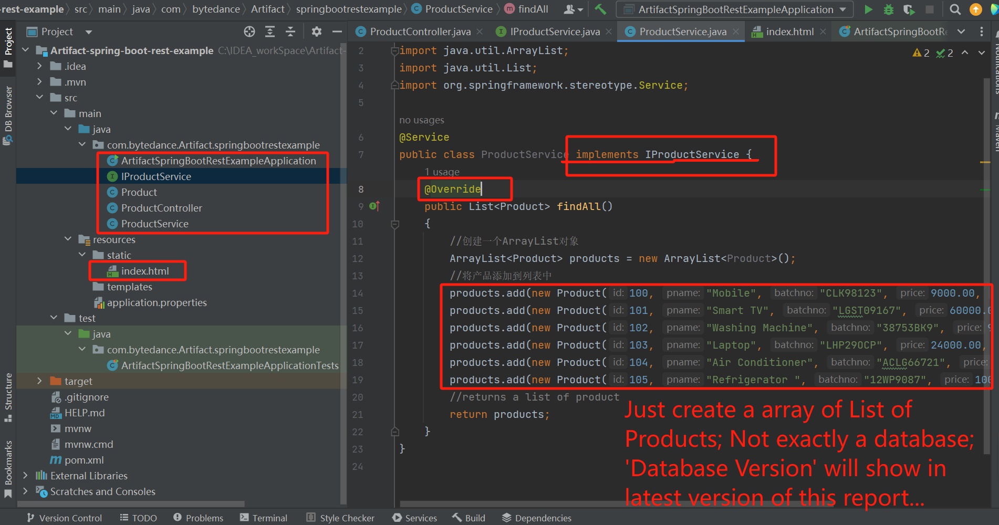 -rest-example src main java com bytedance Artifact springbootrestexample ProductService findAll ArtifactSpringBootRestExampleApplication
Project
DB Browser
Structure
Bookmarks
Project
Artifact-spring-boot-rest-example C:\IDEA_workSpace\Artifact-
.idea
.mvn
src
main
java
com.bytedance.Artifact.springbootrestexample
ArtifactSpringBootRestExampleApplication
IProductService
Product
ProductController
ProductService
resources
static
index.html
templates
application.properties
test
java
com.bytedance.Artifact.springbootrestexample
ArtifactSpringBootRestExampleApplicationTests
target
.gitignore
HELP.md
mvnw
mvnw.cmd
pom.xml
External Libraries
Scratches and Consoles
ProductController.java IProductService.java ProductService.java index.html ArtifactSpringBootRe
2 2
2 import java.util.ArrayList;
3 import java.util.List;
4 import org.springframework.stereotype.Service;
5
no usages
6 @Service
7 public class ProductService implements IProductService {
1 usage
8 @Override
9 public List<Product> findAll()
10 {
11 //创建一个ArrayList对象
12 ArrayList<Product> products = new ArrayList<Product>();
13 //将产品添加到列表中
14 products.add(new Product( id: 100, pname: "Mobile", batchno: "CLK98123", price: 9000.00,
15 products.add(new Product( id: 101, pname: "Smart TV", batchno: "LGST09167", price: 60000.0
16 products.add(new Product( id: 102, pname: "Washing Machine", batchno: "38753BK9", price: 9
17 products.add(new Product( id: 103, pname: "Laptop", batchno: "LHP29OCP", price: 24000.00,
18 products.add(new Product( id: 104, pname: "Air Conditioner", batchno: "ACLG66721", price:
19 products.add(new Product( id: 105, pname: "Refrigerator ", batchno: "12WP9087", price: 100
20 //returns a list of product
21 return products;
22 }
23 }
24
Just create a array of List of
Products; Not exactly a database;
'Database Version' will show in
latest version of this report...
Notifications
Maven
Version Control TODO Problems Terminal Style Checker Services Build Dependencies